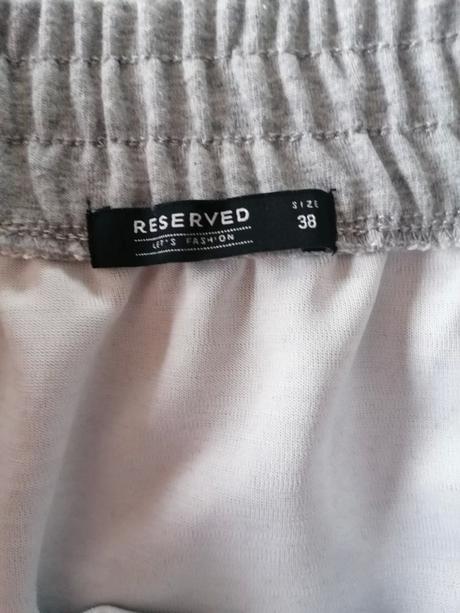 RESERVED
LET'S FASHION
SIZE
38